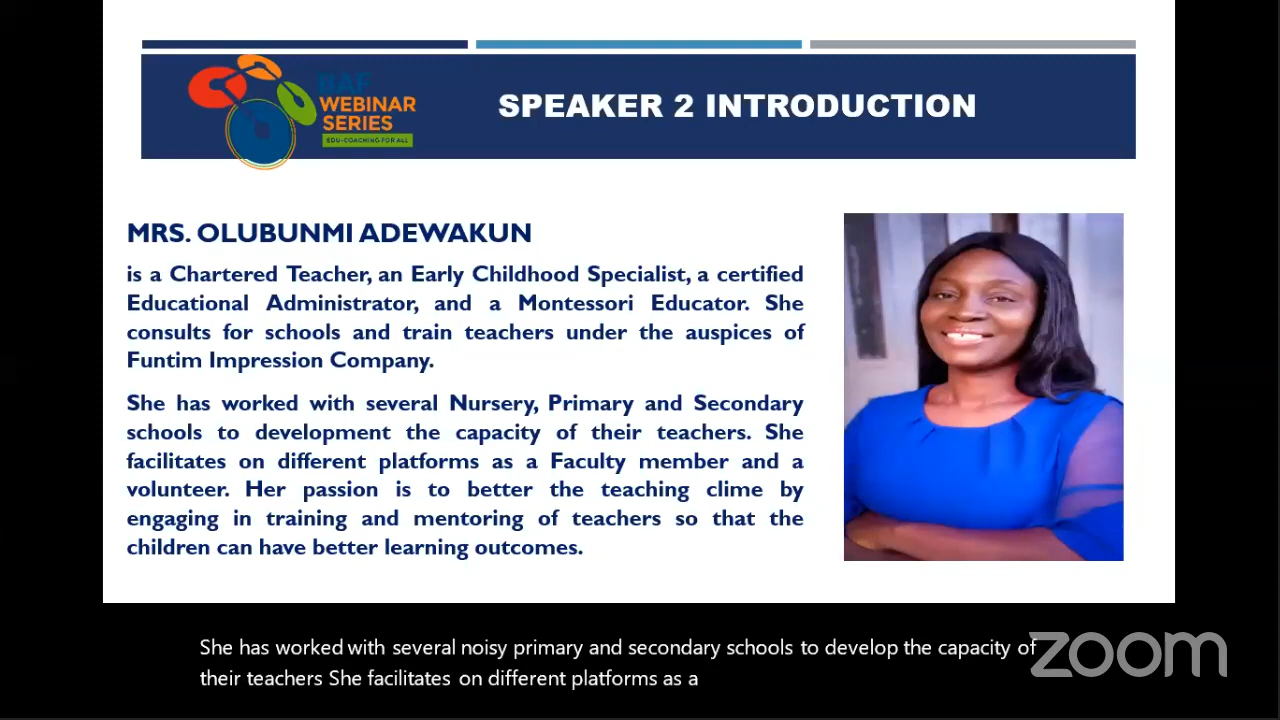 BAF
WEBINAR
SERIES
EDU-COACHING FOR ALL
SPEAKER 2 INTRODUCTION
MRS. OLUBUNMI ADEWAKUN
is a Chartered Teacher, an Early Childhood Specialist, a certified
Educational Administrator, and a Montessori Educator. She
consults for schools and train teachers under the auspices of
Funtim Impression Company.
She has worked with several Nursery, Primary and Secondary
schools to development the capacity of their teachers. She
facilitates on different platforms as a Faculty member and a
volunteer. Her passion is to better the teaching clime by
engaging in training and mentoring of teachers so that the
children can have better learning outcomes.
She has worked with several noisy primary and secondary schools to develop the capacity of
their teachers She facilitates on different platforms as a
zoom